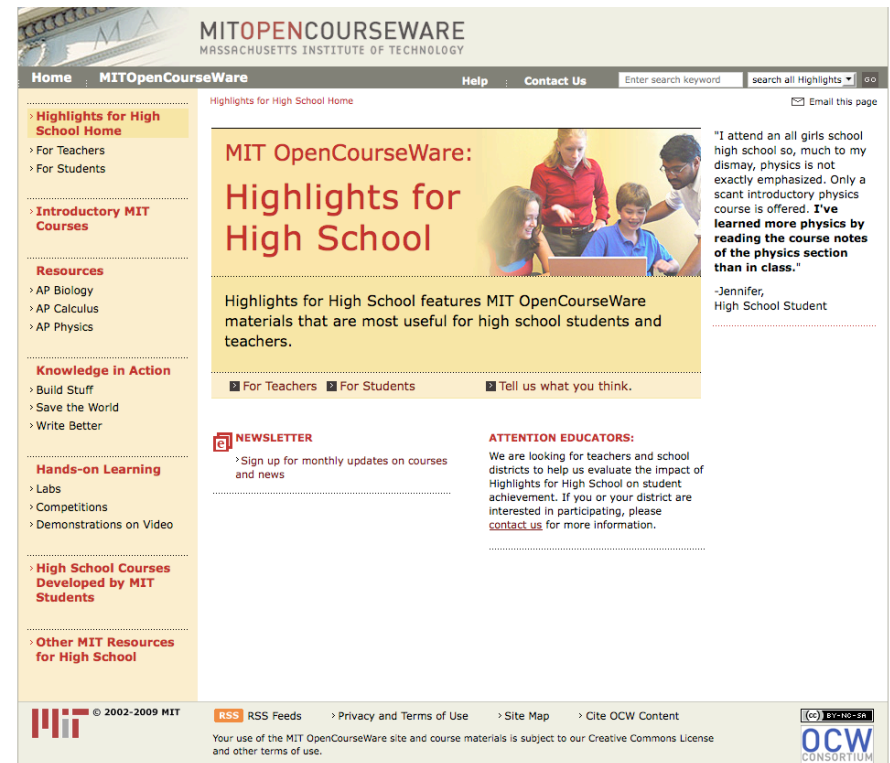 MITOPENCOURSEWARE
MASSACHUSETTS INSTITUTE OF TECHNOLOGY
Home MITOpenCourseWare Help Contact Us Enter search keyword search all Highlights GO
Highlights for High School Home
Email this page
› Highlights for High
School Home
› For Teachers
› For Students
› Introductory MIT
Courses
Resources
› AP Biology
› AP Calculus
› AP Physics
Knowledge in Action
› Build Stuff
› Save the World
› Write Better
Hands-on Learning
› Labs
› Competitions
› Demonstrations on Video
› High School Courses
Developed by MIT
Students
› Other MIT Resources
for High School
MIT OpenCourseWare:
Highlights for
High School
Highlights for High School features MIT OpenCourseWare
materials that are most useful for high school students and
teachers.
For Teachers For Students Tell us what you think.
NEWSLETTER
› Sign up for monthly updates on courses
and news
ATTENTION EDUCATORS:
We are looking for teachers and school
districts to help us evaluate the impact of
Highlights for High School on student
achievement. If you or your district are
interested in participating, please
contact us for more information.
"I attend an all girls school
high school so, much to my
dismay, physics is not
exactly emphasized. Only a
scant introductory physics
course is offered. I've
learned more physics by
reading the course notes
of the physics section
than in class."
-Jennifer,
High School Student
MIT © 2002-2009 MIT
RSS RSS Feeds › Privacy and Terms of Use › Site Map › Cite OCW Content
Your use of the MIT OpenCourseWare site and course materials is subject to our Creative Commons License
and other terms of use.
(cc) BY-NC-SA
OCW
CONSORTIUM